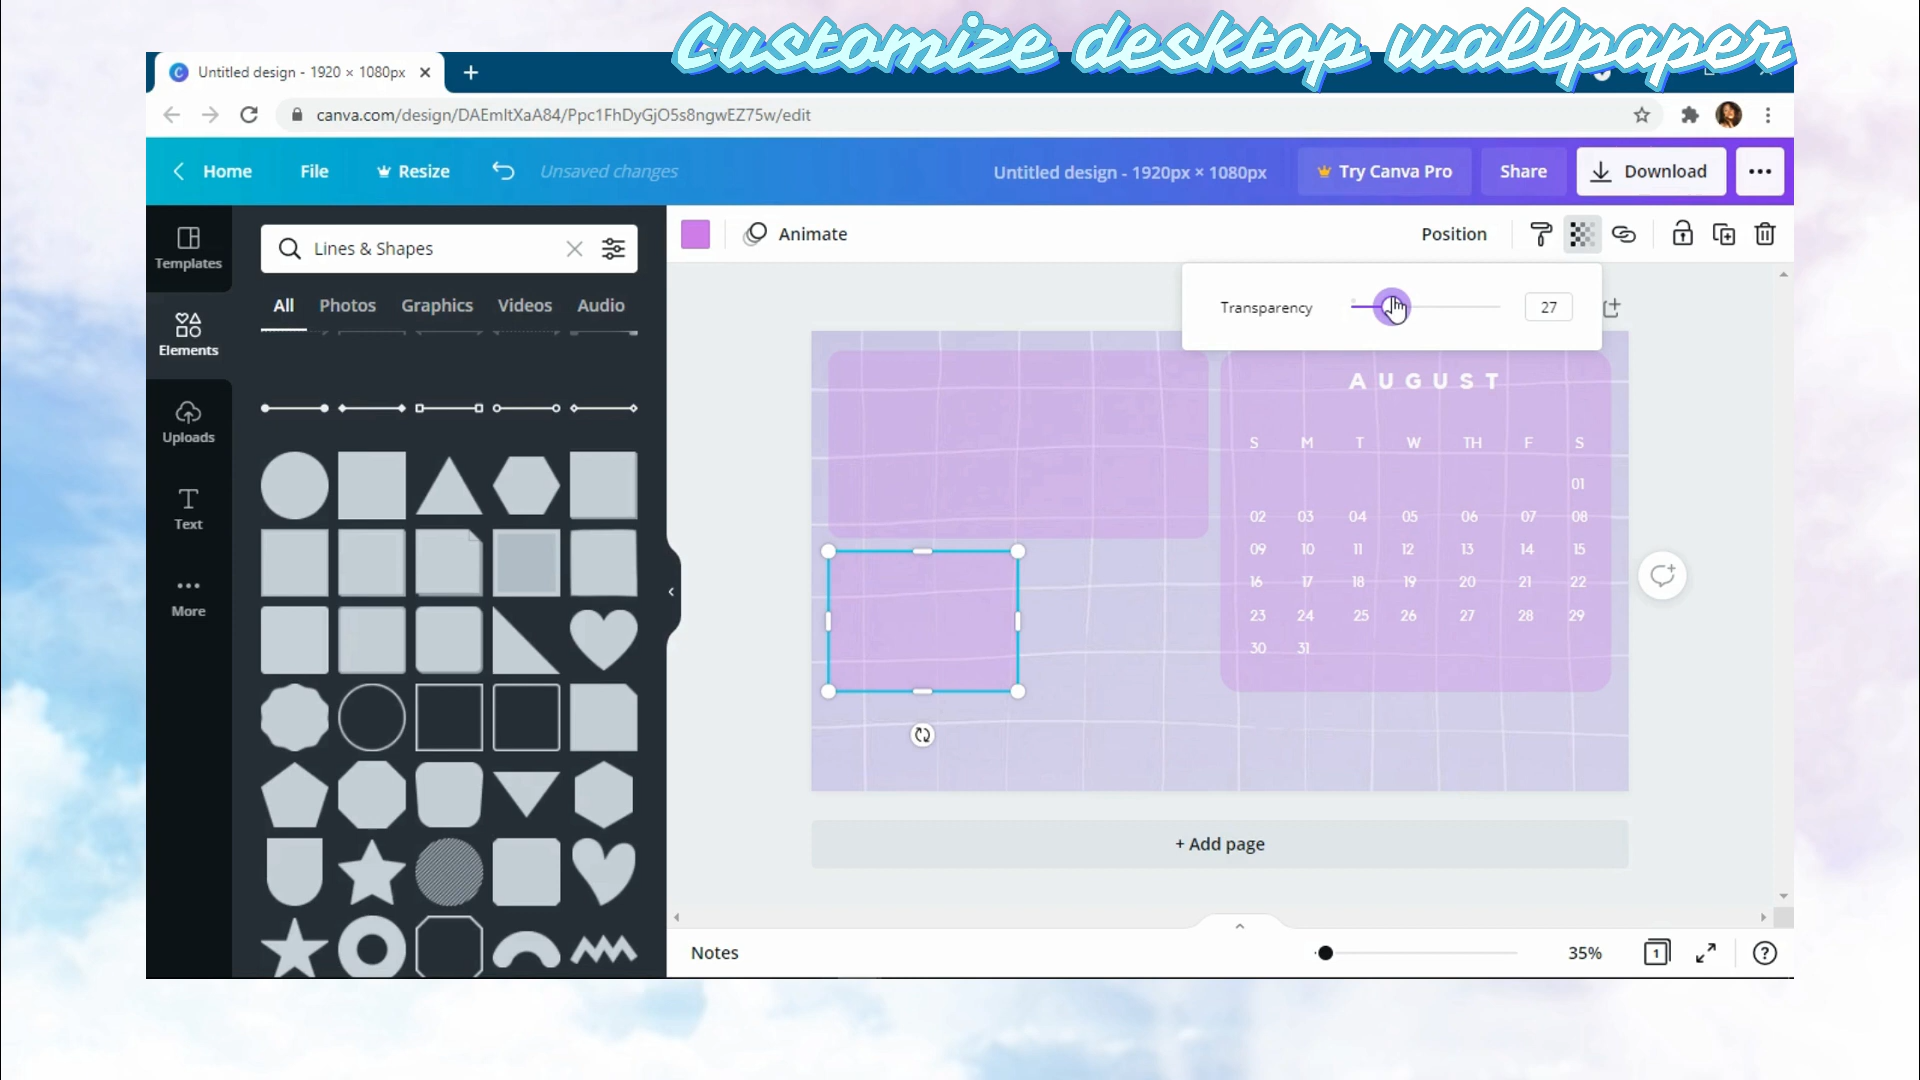 Customize desktop wallpaper
Untitled design - 1920 × 1080px
canva.com/design/DAEmItXaA84/Ppc1FhDyGjO5s8ngwEZ75w/edit
Home File Resize Unsaved changes Untitled design - 1920px × 1080px Try Canva Pro Share Download
Templates
Elements
Uploads
Text
More
Lines & Shapes
All Photos Graphics Videos Audio
Animate Position
Transparency 27
AUGUST
S M T W TH F S
01
02 03 04 05 06 07 08
09 10 11 12 13 14 15
16 17 18 19 20 21 22
23 24 25 26 27 28 29
30 31
+ Add page
Notes 35% 1